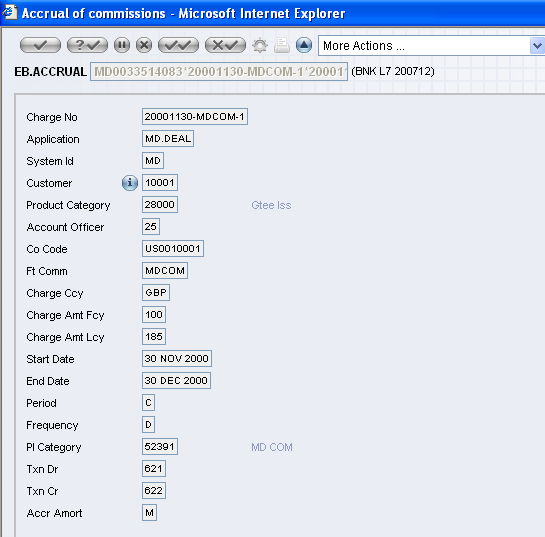 Accrual of commissions - Microsoft Internet Explorer
? More Actions ...
EB.ACCRUAL MD0033514083*20001130-MDCOM-1*20001* (BNK L7 200712)
Charge No 20001130-MDCOM-1
Application MD.DEAL
System Id MD
Customer i 10001
Product Category 28000 Gtee Iss
Account Officer 25
Co Code US0010001
Ft Comm MDCOM
Charge Ccy GBP
Charge Amt Fcy 100
Charge Amt Lcy 185
Start Date 30 NOV 2000
End Date 30 DEC 2000
Period C
Frequency D
Pl Category 52391 MD COM
Txn Dr 621
Txn Cr 622
Accr Amort M